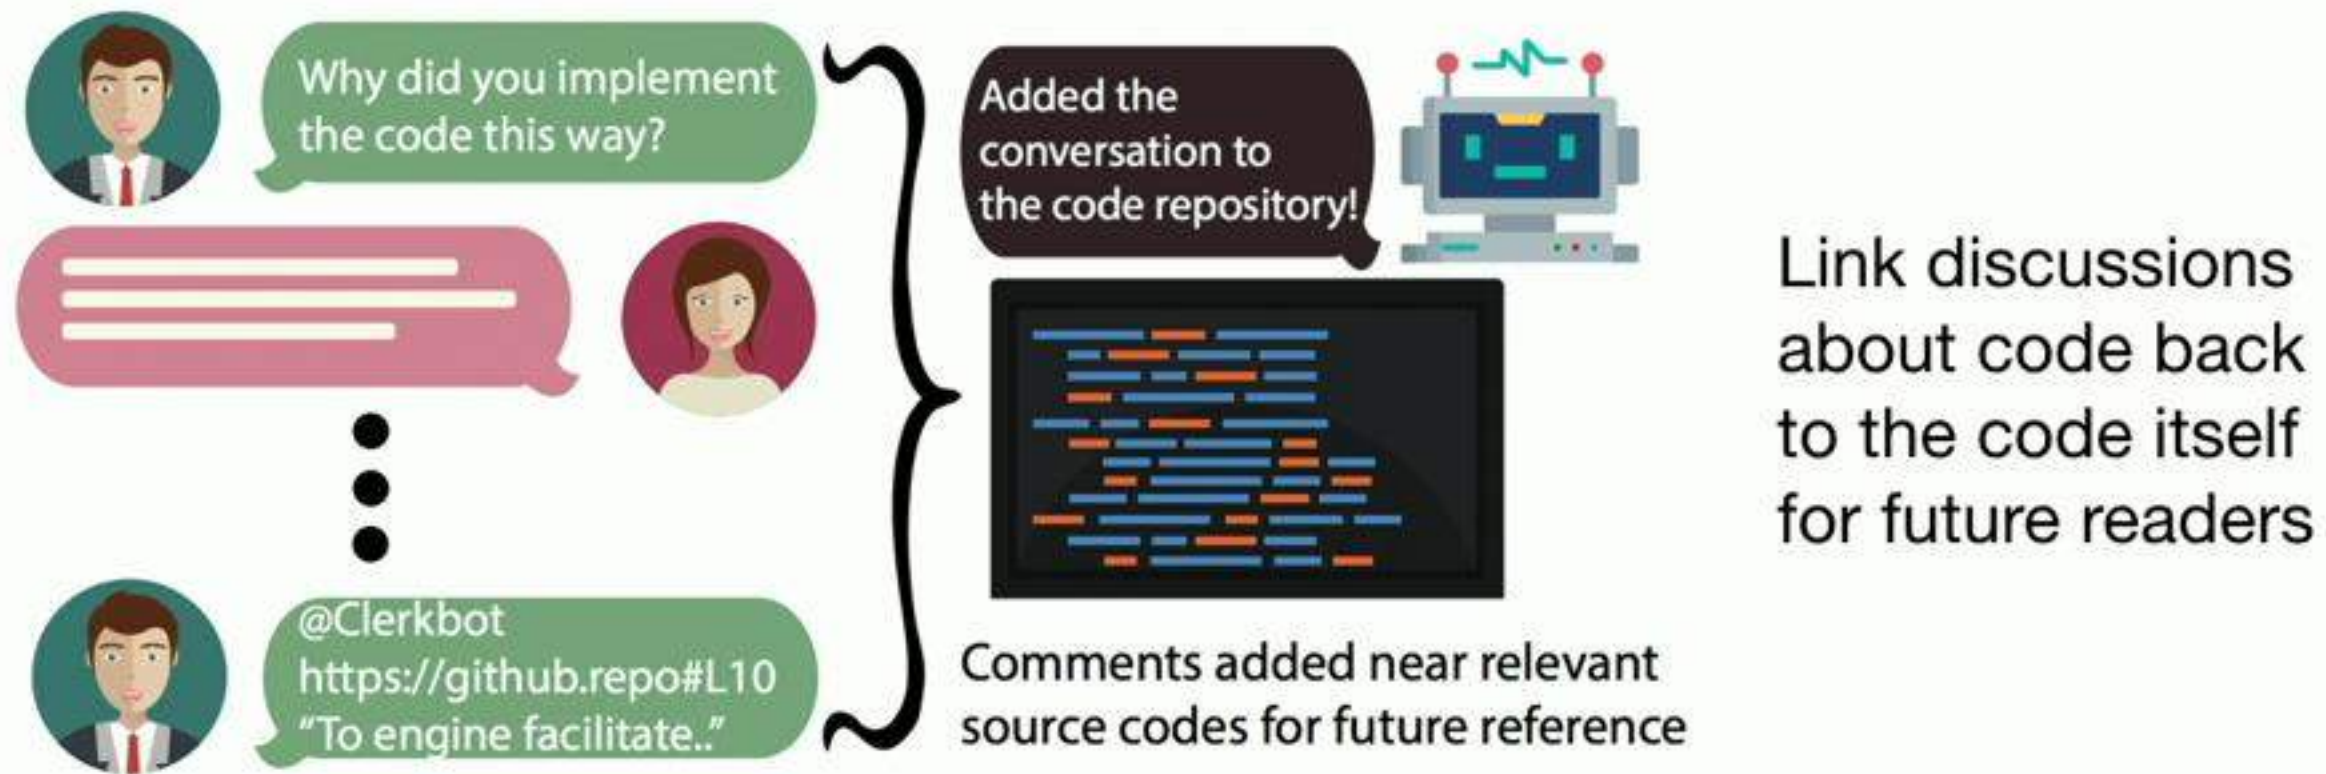 Why did you implement
the code this way?
@Clerkbot
https://github.repo#L10
“To engine facilitate..”
Added the
conversation to
the code repository!
Comments added near relevant
source codes for future reference
Link discussions
about code back
to the code itself
for future readers